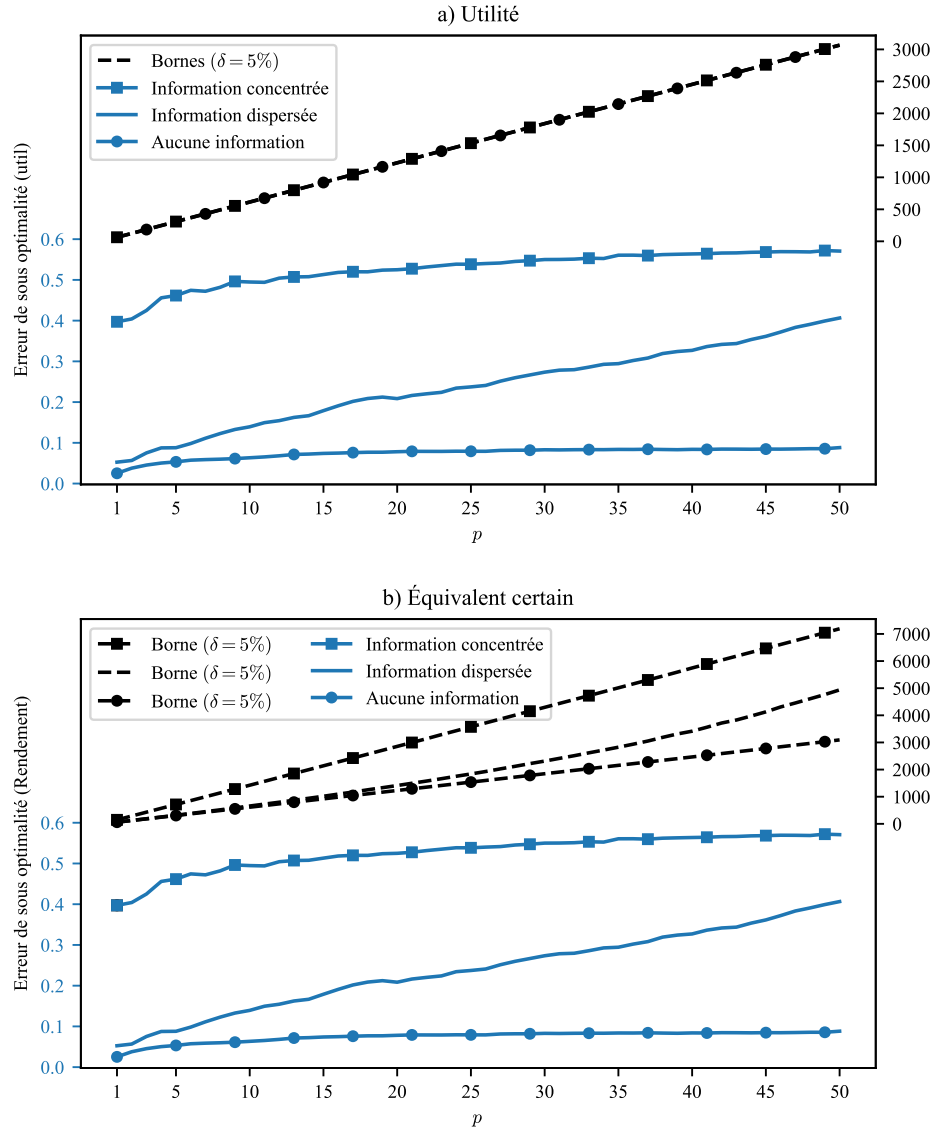 a) Utilité
Bornes (δ = 5%)
Information concentrée
Information dispersée
Aucune information
3000
2500
2000
1500
1000
500
0
Erreur de sous optimalité (util)
0.6
0.5
0.4
0.3
0.2
0.1
0.0
1 5 10 15 20 25 30 35 40 45 50
p
b) Équivalent certain
Borne (δ = 5%) Information concentrée
Borne (δ = 5%) Information dispersée
Borne (δ = 5%) Aucune information
7000
6000
5000
4000
3000
2000
1000
0
Erreur de sous optimalité (Rendement)
0.6
0.5
0.4
0.3
0.2
0.1
0.0
1 5 10 15 20 25 30 35 40 45 50
p